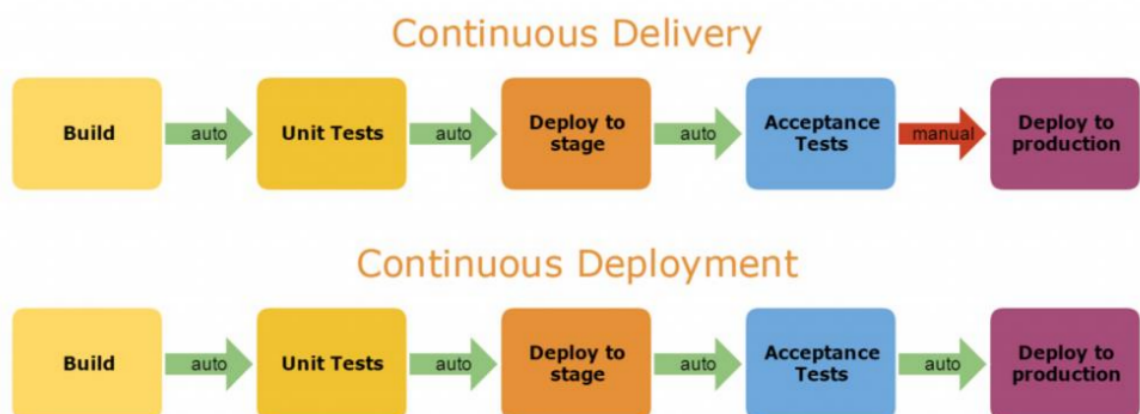 Continuous Delivery
Build
auto
Unit Tests
auto
Deploy to
stage
auto
Acceptance
Tests
manual
Deploy to
production
Continuous Deployment
Build
auto
Unit Tests
auto
Deploy to
stage
auto
Acceptance
Tests
auto
Deploy to
production